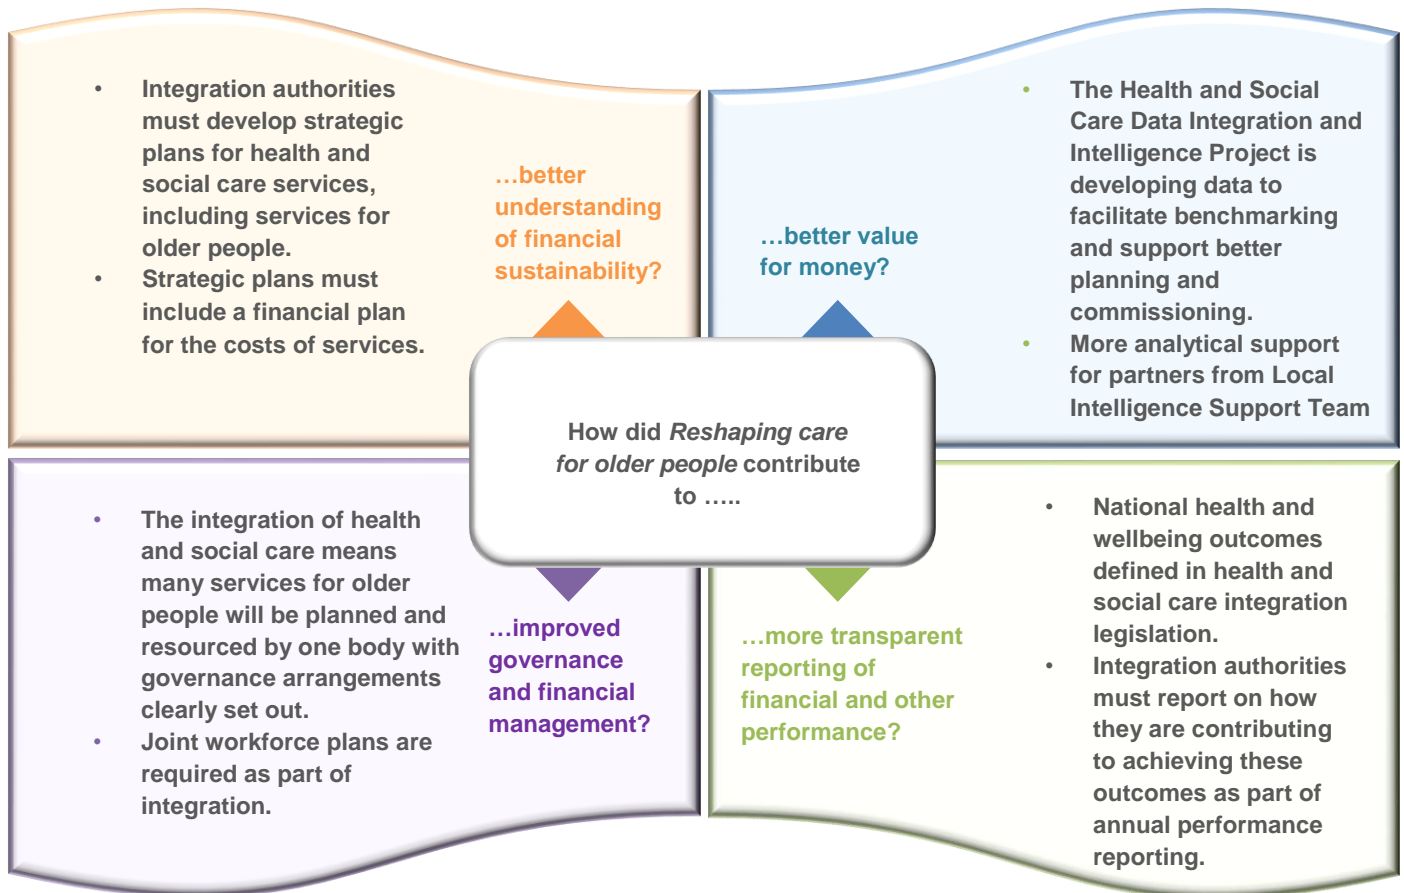 • Integration authorities
must develop strategic
plans for health and
social care services,
including services for
older people.
• Strategic plans must
include a financial plan
for the costs of services.
…better
understanding
of financial
sustainability?
…better value
for money?
• The Health and Social
Care Data Integration and
Intelligence Project is
developing data to
facilitate benchmarking
and support better
planning and
commissioning.
• More analytical support
for partners from Local
Intelligence Support Team
How did Reshaping care
for older people contribute
to …..
• The integration of health
and social care means
many services for older
people will be planned and
resourced by one body with
governance arrangements
clearly set out.
• Joint workforce plans are
required as part of
integration.
…improved
governance
and financial
management?
…more transparent
reporting of
financial and other
performance?
• National health and
wellbeing outcomes
defined in health and
social care integration
legislation.
• Integration authorities
must report on how
they are contributing
to achieving these
outcomes as part of
annual performance
reporting.